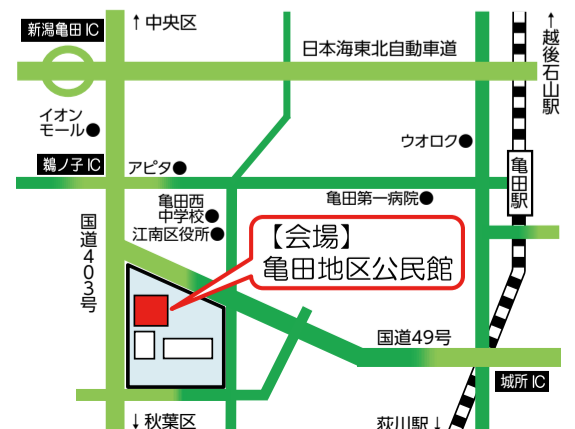 新潟亀田IC
↑中央区
日本海東北自動車道
↑越後石山駅
イオン
モール●
ウオロク●
鵜ノ子IC
アピタ●
亀田駅
亀田第一病院●
亀田西
中学校●
江南区役所●
国道403号
【会場】
亀田地区公民館
国道49号
城所IC
↓秋葉区
荻川駅↓